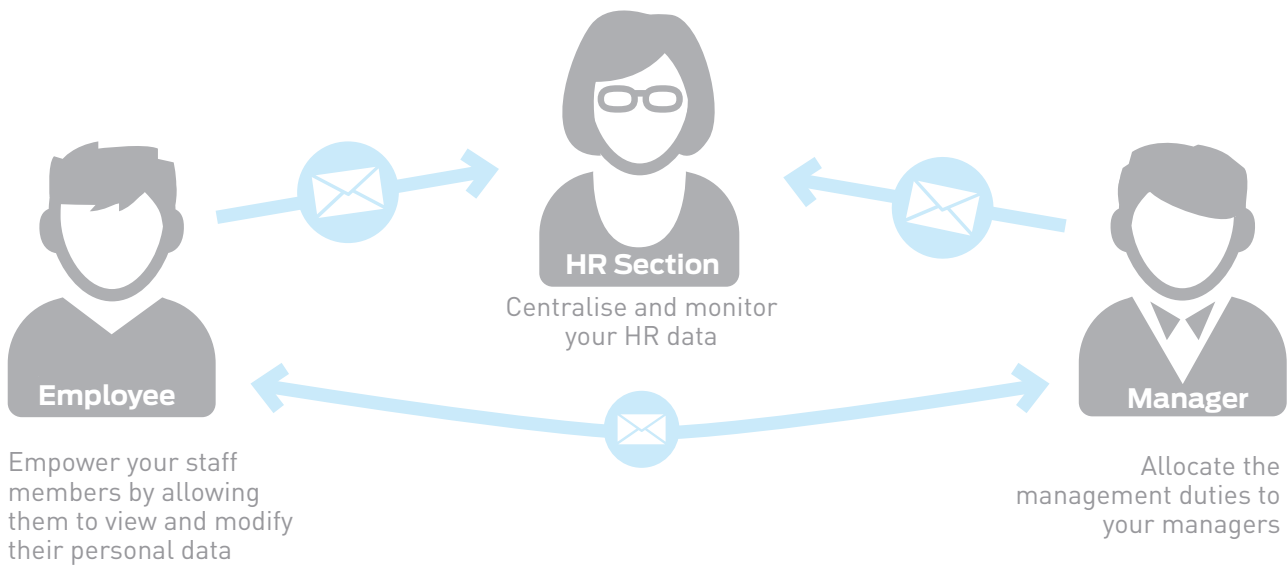 HR Section
Centralise and monitor
your HR data
Employee
Empower your staff
members by allowing
them to view and modify
their personal data
Manager
Allocate the
management duties to
your managers